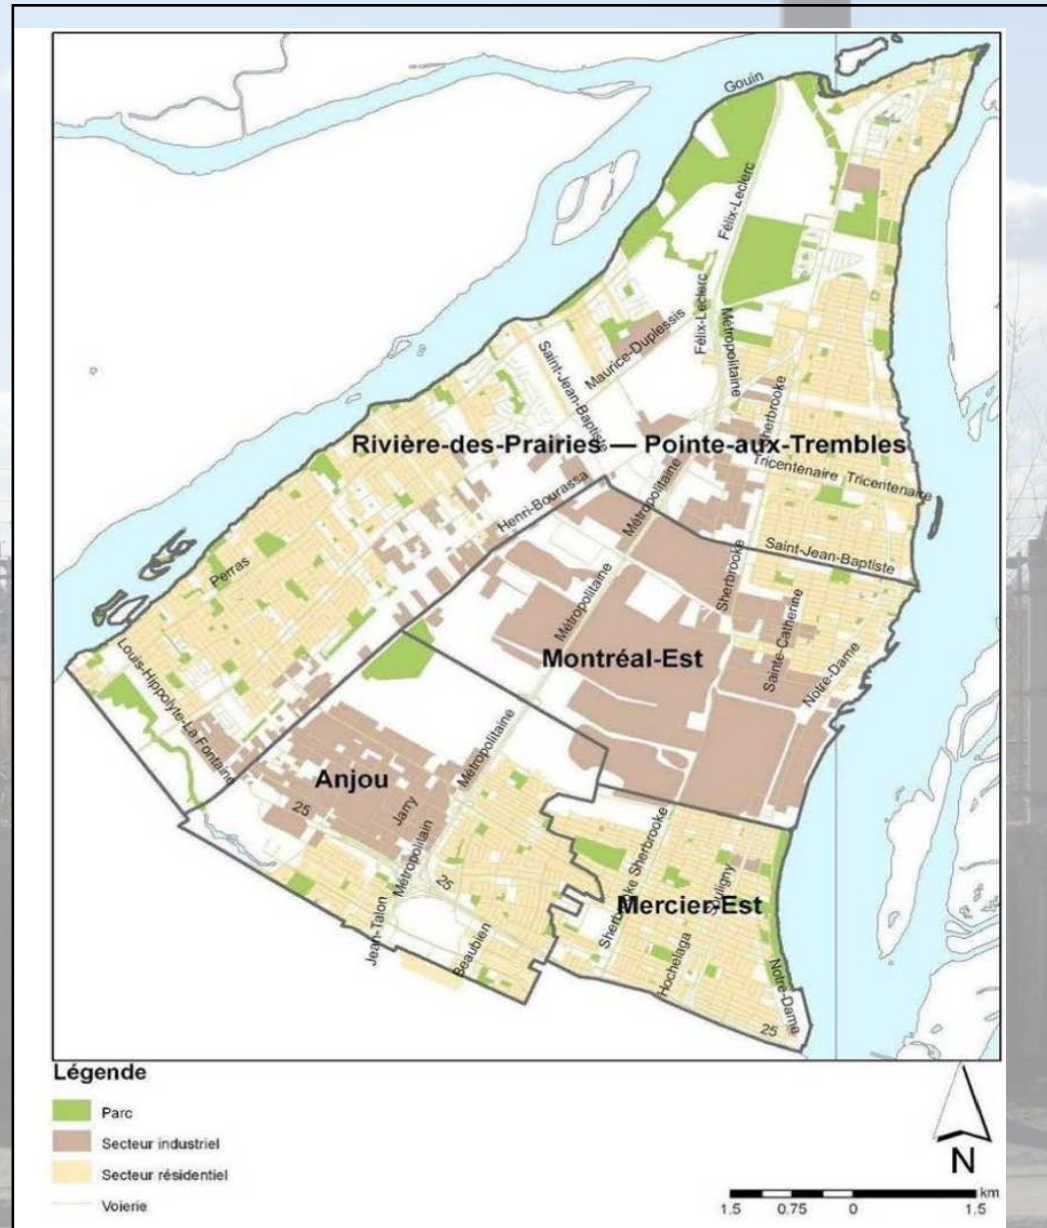 Gouin
Félix-Leclerc
Félix-Leclerc
Métropolitaine
Maurice-Duplessis
Saint-Jean-Baptiste
Sherbrooke
Rivière-des-Prairies — Pointe-aux-Trembles
Tricentenaire Tricentenaire
Métropolitaine
Henri-Bourassa
Saint-Jean-Baptiste
Sherbrooke
Perras
Métropolitaine
Sainte-Catherine
Montréal-Est
Notre-Dame
Louis-Hippolyte-La Fontaine
Métropolitaine
Anjou
25
Jarry
Métropolitain
25
Sherbrooke Sherbrooke
Souligny
Mercier-Est
Jean-Talon
Beaubien
Hochelaga
Notre-Dame
25
Légende
Parc
Secteur industriel
Secteur résidentiel
Voierie
N
km
1.5 0.75 0 1.5